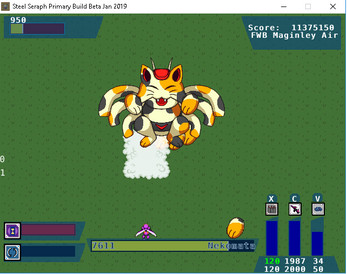 Steel Seraph Primary Build Beta Jan 2019
950
Score: 11375150
FWB Maginley Air
0
1
X C V
7611 Nekomata
120 1987 34
120 2000 50